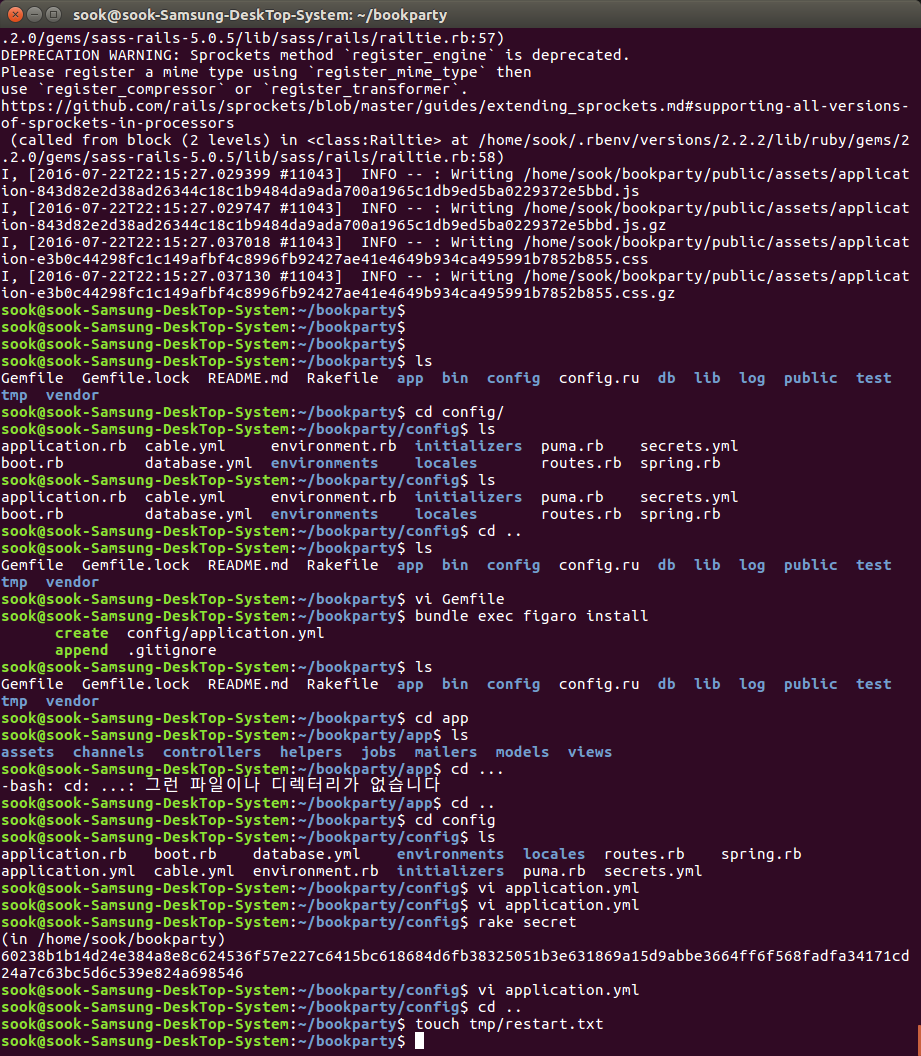 sook@sook-Samsung-DeskTop-System: ~/bookparty
.2.0/gems/sass-rails-5.0.5/lib/sass/rails/railtie.rb:57)
DEPRECATION WARNING: Sprockets method `register_engine` is deprecated.
Please register a mime type using `register_mime_type` then
use `register_compressor` or `register_transformer`.
https://github.com/rails/sprockets/blob/master/guides/extending_sprockets.md#supporting-all-versions-
of-sprockets-in-processors
 (called from block (2 levels) in <class:Railtie> at /home/sook/.rbenv/versions/2.2.2/lib/ruby/gems/2
.2.0/gems/sass-rails-5.0.5/lib/sass/rails/railtie.rb:58)
I, [2016-07-22T22:15:27.029399 #11043]  INFO -- : Writing /home/sook/bookparty/public/assets/applicat
ion-843d82e2d38ad26344c18c1b9484da9ada700a1965c1db9ed5ba0229372e5bbd.js
I, [2016-07-22T22:15:27.029747 #11043]  INFO -- : Writing /home/sook/bookparty/public/assets/applicat
ion-843d82e2d38ad26344c18c1b9484da9ada700a1965c1db9ed5ba0229372e5bbd.js.gz
I, [2016-07-22T22:15:27.037018 #11043]  INFO -- : Writing /home/sook/bookparty/public/assets/applicat
ion-e3b0c44298fc1c149afbf4c8996fb92427ae41e4649b934ca495991b7852b855.css
I, [2016-07-22T22:15:27.037130 #11043]  INFO -- : Writing /home/sook/bookparty/public/assets/applicat
ion-e3b0c44298fc1c149afbf4c8996fb92427ae41e4649b934ca495991b7852b855.css.gz
sook@sook-Samsung-DeskTop-System:~/bookparty$
sook@sook-Samsung-DeskTop-System:~/bookparty$
sook@sook-Samsung-DeskTop-System:~/bookparty$
sook@sook-Samsung-DeskTop-System:~/bookparty$ ls
Gemfile  Gemfile.lock  README.md  Rakefile  app  bin  config  config.ru  db  lib  log  public  test
tmp  vendor
sook@sook-Samsung-DeskTop-System:~/bookparty$ cd config/
sook@sook-Samsung-DeskTop-System:~/bookparty/config$ ls
application.rb  cable.yml     environment.rb  initializers  puma.rb    secrets.yml
boot.rb         database.yml  environments    locales       routes.rb  spring.rb
sook@sook-Samsung-DeskTop-System:~/bookparty/config$ ls
application.rb  cable.yml     environment.rb  initializers  puma.rb    secrets.yml
boot.rb         database.yml  environments    locales       routes.rb  spring.rb
sook@sook-Samsung-DeskTop-System:~/bookparty/config$ cd ..
sook@sook-Samsung-DeskTop-System:~/bookparty$ ls
Gemfile  Gemfile.lock  README.md  Rakefile  app  bin  config  config.ru  db  lib  log  public  test
tmp  vendor
sook@sook-Samsung-DeskTop-System:~/bookparty$ vi Gemfile
sook@sook-Samsung-DeskTop-System:~/bookparty$ bundle exec figaro install
      create  config/application.yml
      append  .gitignore
sook@sook-Samsung-DeskTop-System:~/bookparty$ ls
Gemfile  Gemfile.lock  README.md  Rakefile  app  bin  config  config.ru  db  lib  log  public  test
tmp  vendor
sook@sook-Samsung-DeskTop-System:~/bookparty$ cd app
sook@sook-Samsung-DeskTop-System:~/bookparty/app$ ls
assets  channels  controllers  helpers  jobs  mailers  models  views
sook@sook-Samsung-DeskTop-System:~/bookparty/app$ cd ...
-bash: cd: ...: 그런 파일이나 디렉터리가 없습니다
sook@sook-Samsung-DeskTop-System:~/bookparty/app$ cd ..
sook@sook-Samsung-DeskTop-System:~/bookparty$ cd config
sook@sook-Samsung-DeskTop-System:~/bookparty/config$ ls
application.rb   boot.rb    database.yml    environments  locales  routes.rb    spring.rb
application.yml  cable.yml  environment.rb  initializers  puma.rb  secrets.yml
sook@sook-Samsung-DeskTop-System:~/bookparty/config$ vi application.yml
sook@sook-Samsung-DeskTop-System:~/bookparty/config$ vi application.yml
sook@sook-Samsung-DeskTop-System:~/bookparty/config$ rake secret
(in /home/sook/bookparty)
60238b1b14d24e384a8e8c624536f57e227c6415bc618684d6fb38325051b3e631869a15d9abbe3664ff6f568fadfa34171cd
24a7c63bc5d6c539e824a698546
sook@sook-Samsung-DeskTop-System:~/bookparty/config$ vi application.yml
sook@sook-Samsung-DeskTop-System:~/bookparty/config$ cd ..
sook@sook-Samsung-DeskTop-System:~/bookparty$ touch tmp/restart.txt
sook@sook-Samsung-DeskTop-System:~/bookparty$